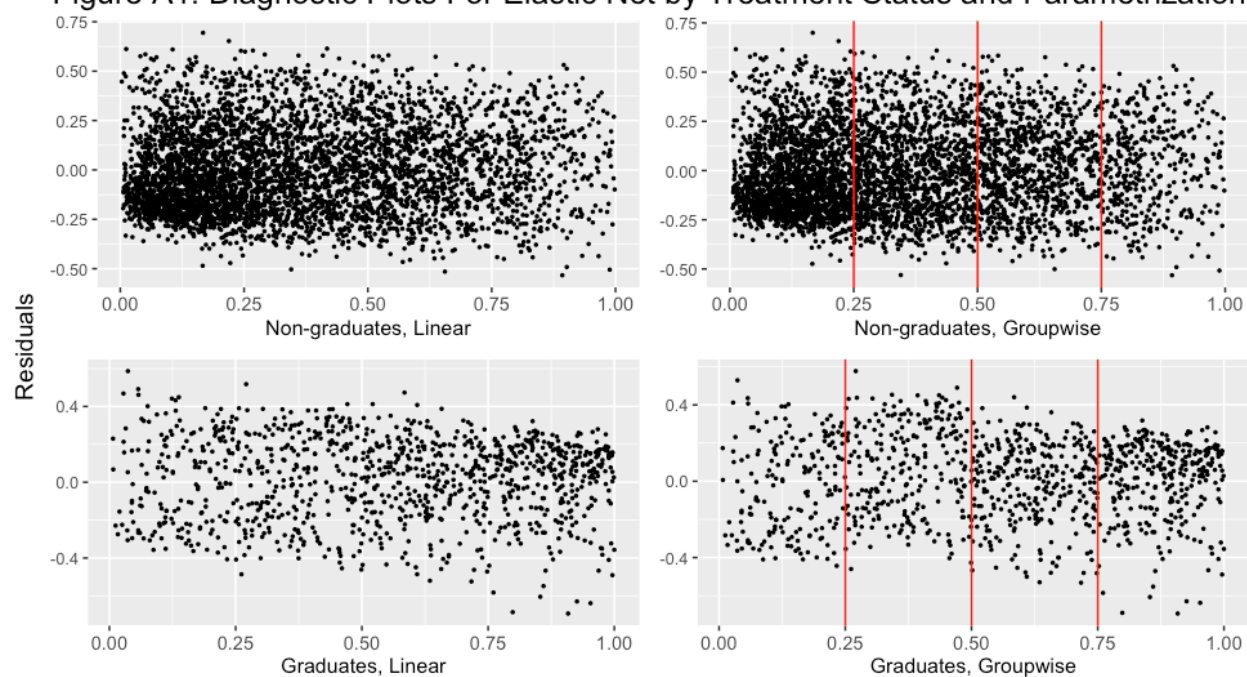 Figure A1: Diagnostic Plots For Elastic Net by Treatment Status and Parametrization
Residuals
0.75
0.50
0.25
0.00
-0.25
-0.50
0.00 0.25 0.50 0.75 1.00
Non-graduates, Linear
0.75
0.50
0.25
0.00
-0.25
-0.50
0.00 0.25 0.50 0.75 1.00
Non-graduates, Groupwise
0.4
0.0
-0.4
0.00 0.25 0.50 0.75 1.00
Graduates, Linear
0.4
0.0
-0.4
0.00 0.25 0.50 0.75 1.00
Graduates, Groupwise